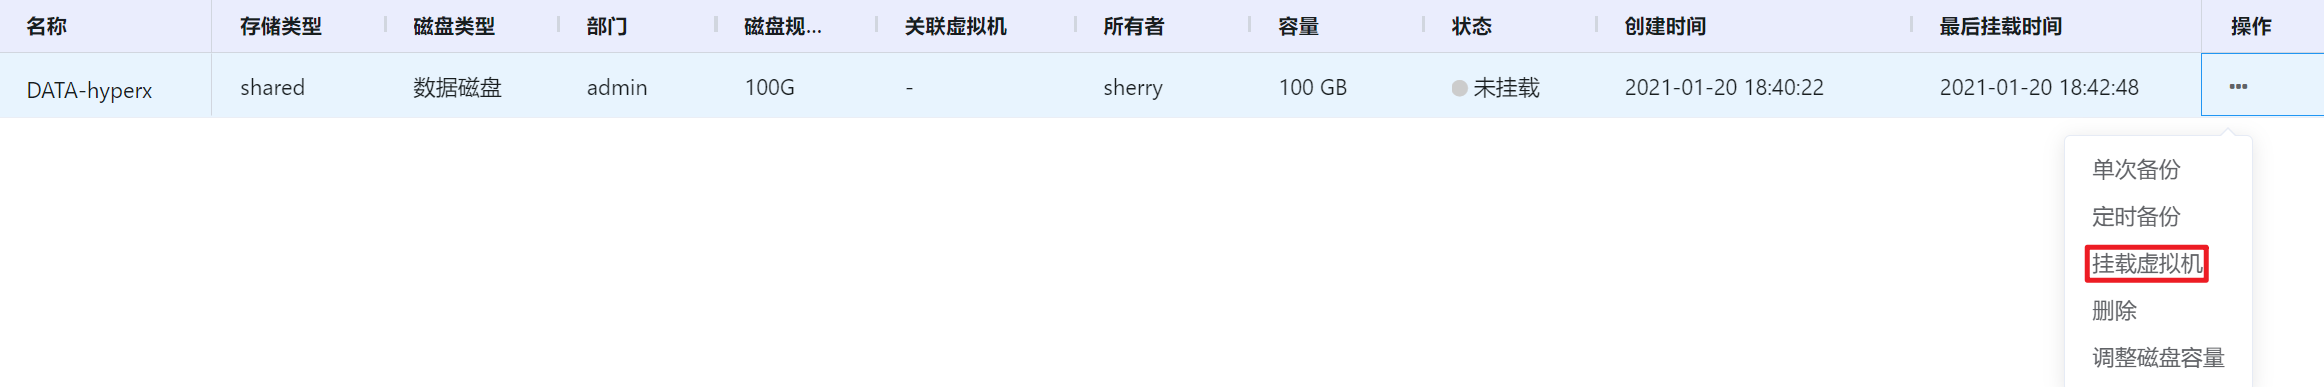 名称 存储类型 磁盘类型 部门 磁盘规... 关联虚拟机 所有者 容量 状态 创建时间 最后挂载时间 操作
DATA-hyperx shared 数据磁盘 admin 100G - sherry 100 GB 未挂载 2021-01-20 18:40:22 2021-01-20 18:42:48 ···
单次备份
定时备份
挂载虚拟机
删除
调整磁盘容量